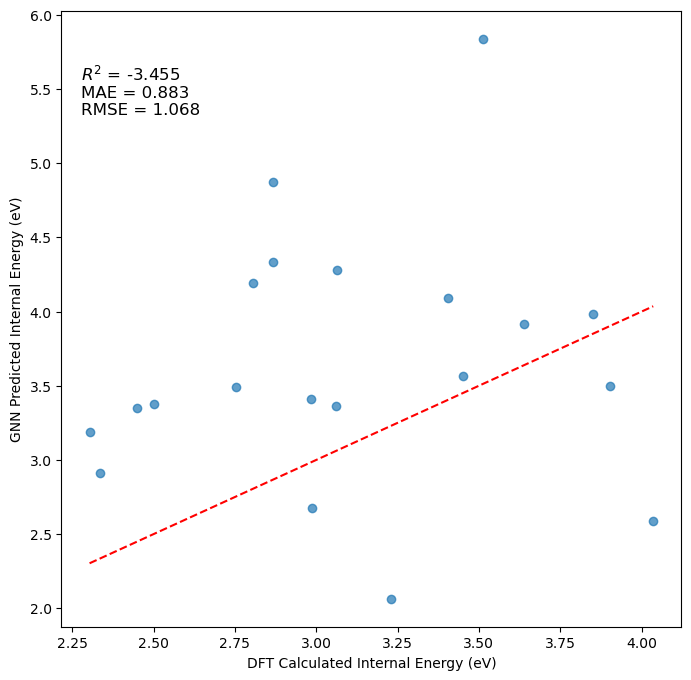 R² = -3.455
MAE = 0.883
RMSE = 1.068
GNN Predicted Internal Energy (eV)
6.0
5.5
5.0
4.5
4.0
3.5
3.0
2.5
2.0
2.25 2.50 2.75 3.00 3.25 3.50 3.75 4.00
DFT Calculated Internal Energy (eV)